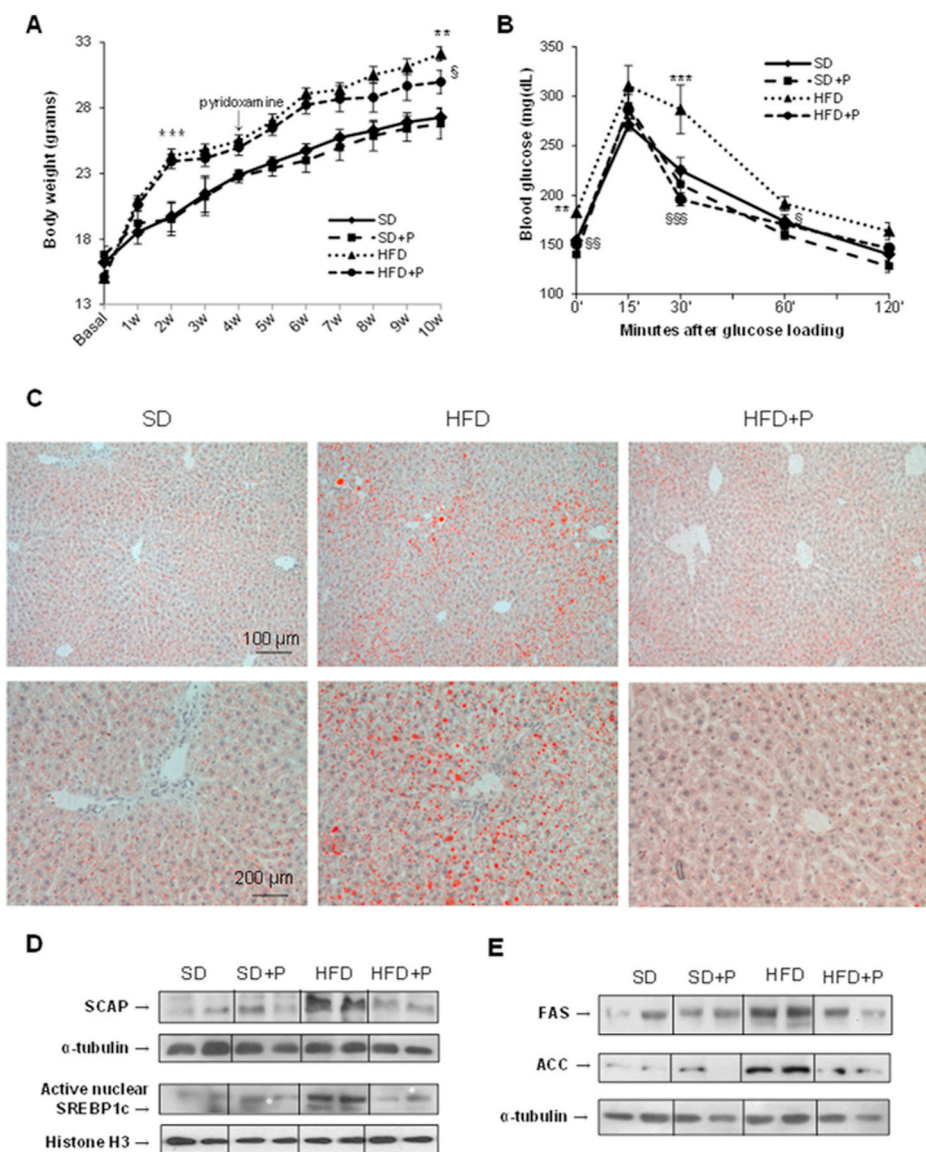 A
33
28
23
18
13
Body weight (grams)
pyridoxamine
***
**
§
SD
SD+P
HFD
HFD+P
Basal
1w
2w
3w
4w
5w
6w
7w
8w
9w
10w
B
350
300
250
200
150
100
Blood glucose (mg(dL)
**
§§
***
§§§
§
SD
SD+P
HFD
HFD+P
0'
15'
30'
60'
120'
Minutes after glucose loading
C
SD
HFD
HFD+P
100 µm
200 µm
D
SD
SD+P
HFD
HFD+P
SCAP →
α-tubulin →
Active nuclear
SREBP1c →
Histone H3 →
E
SD
SD+P
HFD
HFD+P
FAS →
ACC →
α-tubulin →